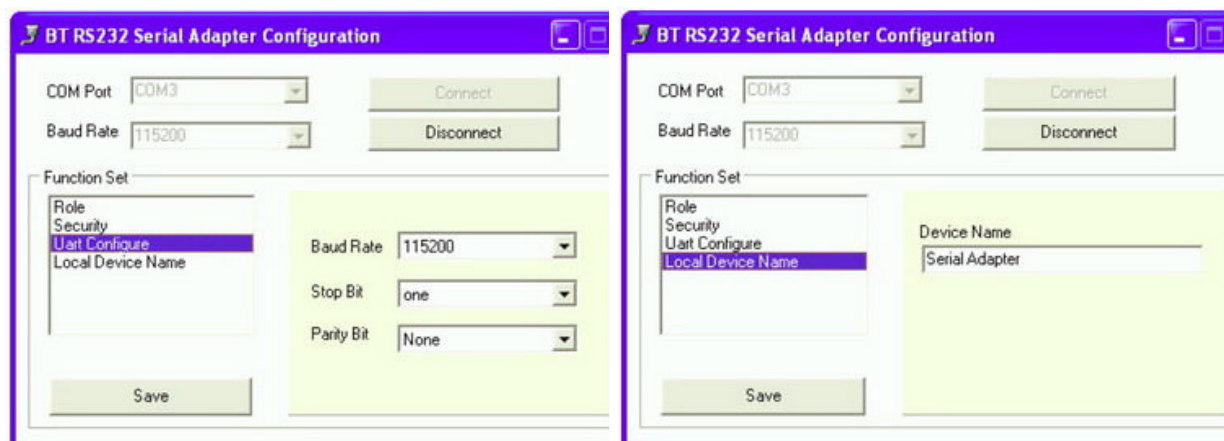 BT RS232 Serial Adapter Configuration
COM Port COM3 Connect
Baud Rate 115200 Disconnect
Function Set
Role
Security
Uart Configure
Local Device Name
Baud Rate 115200
Stop Bit one
Parity Bit None
Save
BT RS232 Serial Adapter Configuration
COM Port COM3 Connect
Baud Rate 115200 Disconnect
Function Set
Role
Security
Uart Configure
Local Device Name
Device Name
Serial Adapter
Save